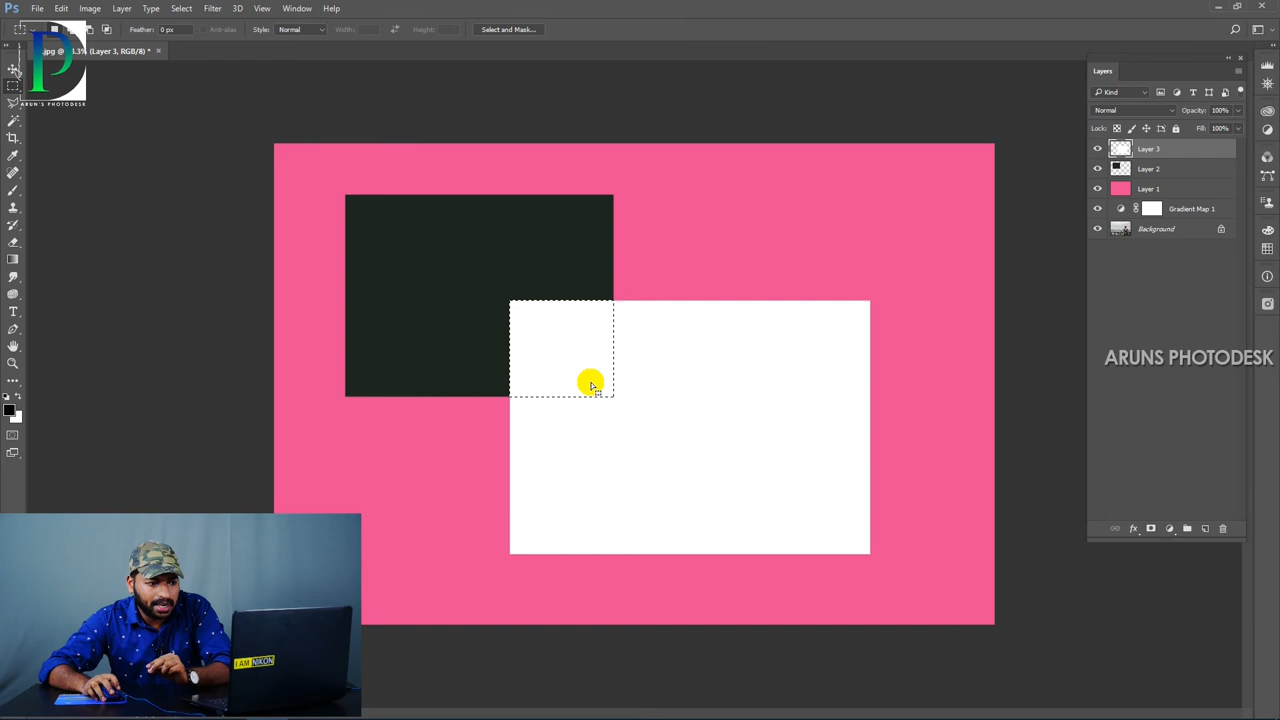 Ps File Edit Image Layer Type Select Filter 3D View Window Help
Feather: 0 px Anti-alias Style: Normal Width: Height: Select and Mask...
.jpg @ (Layer 3, RGB/8) *
ARUN'S PHOTODESK
Layers
Kind
Normal Opacity: 100%
Lock: Fill: 100%
Layer 3
Layer 2
Layer 1
Gradient Map 1
Background
ARUNS PHOTODESK
I AM NIKON